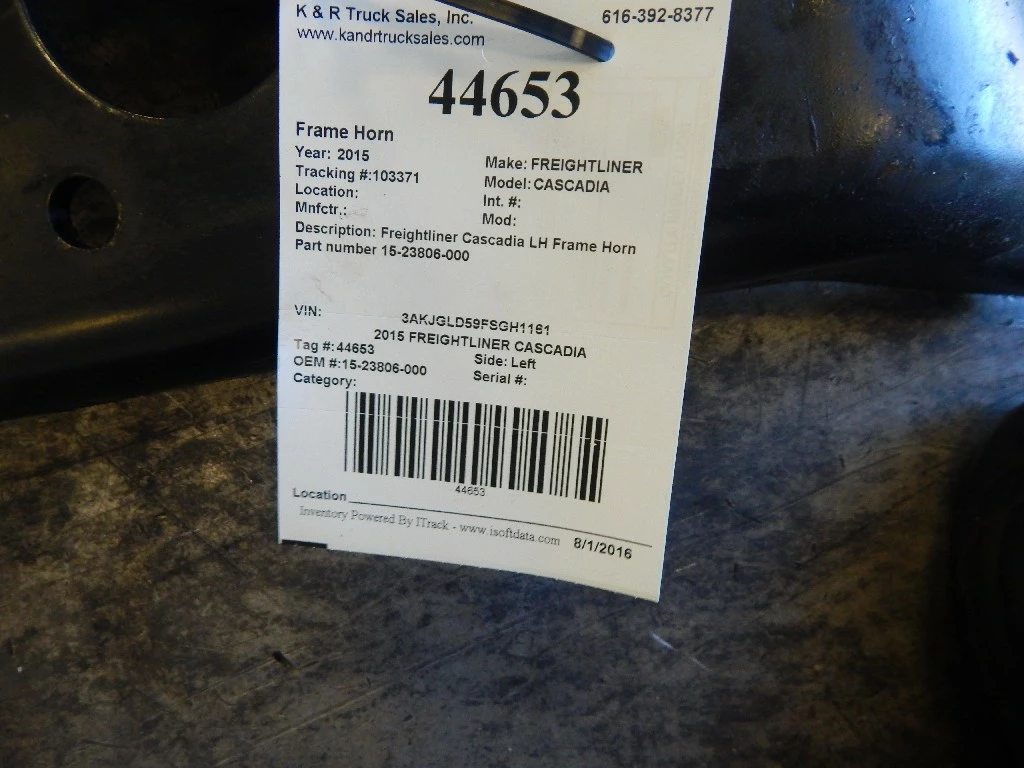 K & R Truck Sales, Inc. 616-392-8377
www.kandrtrucksales.com
44653
Frame Horn
Year: 2015 Make: FREIGHTLINER
Tracking #:103371 Model: CASCADIA
Location: Int. #:
Mnfctr.: Mod:
Description: Freightliner Cascadia LH Frame Horn
Part number 15-23806-000
VIN: 3AKJGLD59FSGH1161
2015 FREIGHTLINER CASCADIA
Tag #:44653 Side: Left
OEM #:15-23806-000 Serial #:
Category:
44653
Location
Inventory Powered By ITrack - www.isoftdata.com 8/1/2016